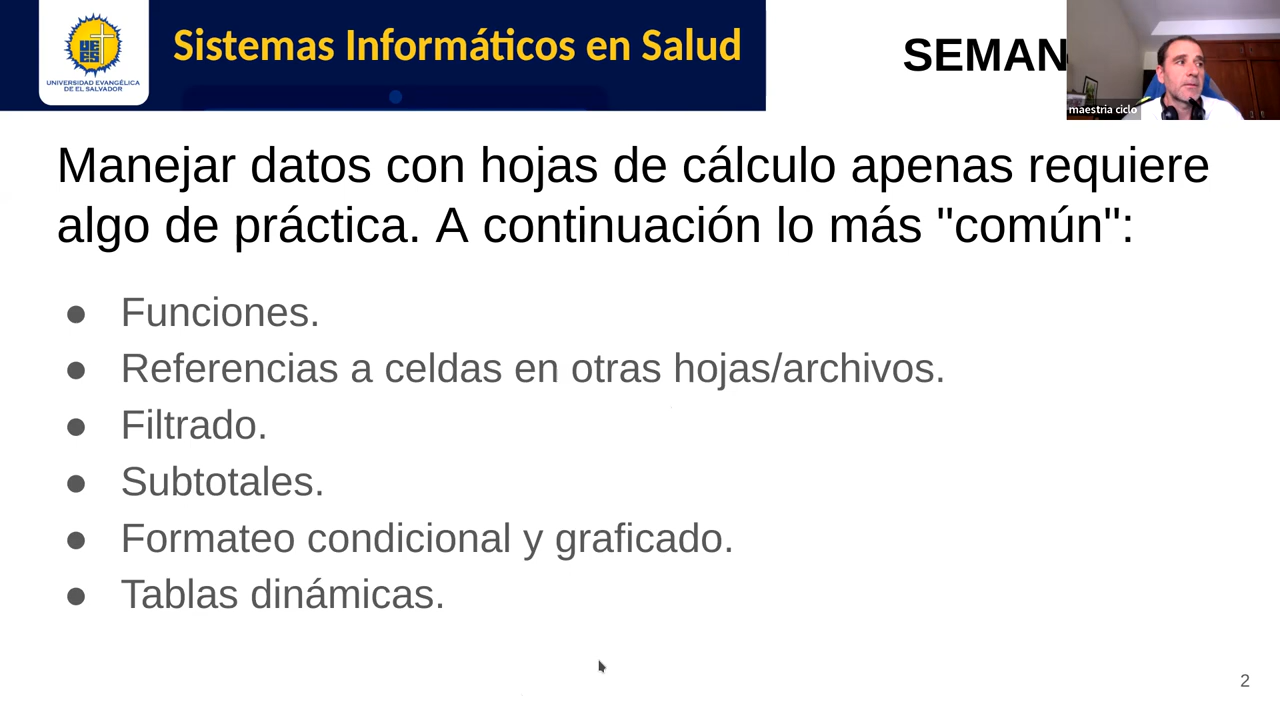 UEES
UNIVERSIDAD EVANGÉLICA
DE EL SALVADOR
Sistemas Informáticos en Salud
SEMAN
maestria ciclo
Manejar datos con hojas de cálculo apenas requiere
algo de práctica. A continuación lo más "común":
● Funciones.
● Referencias a celdas en otras hojas/archivos.
● Filtrado.
● Subtotales.
● Formateo condicional y graficado.
● Tablas dinámicas.
2